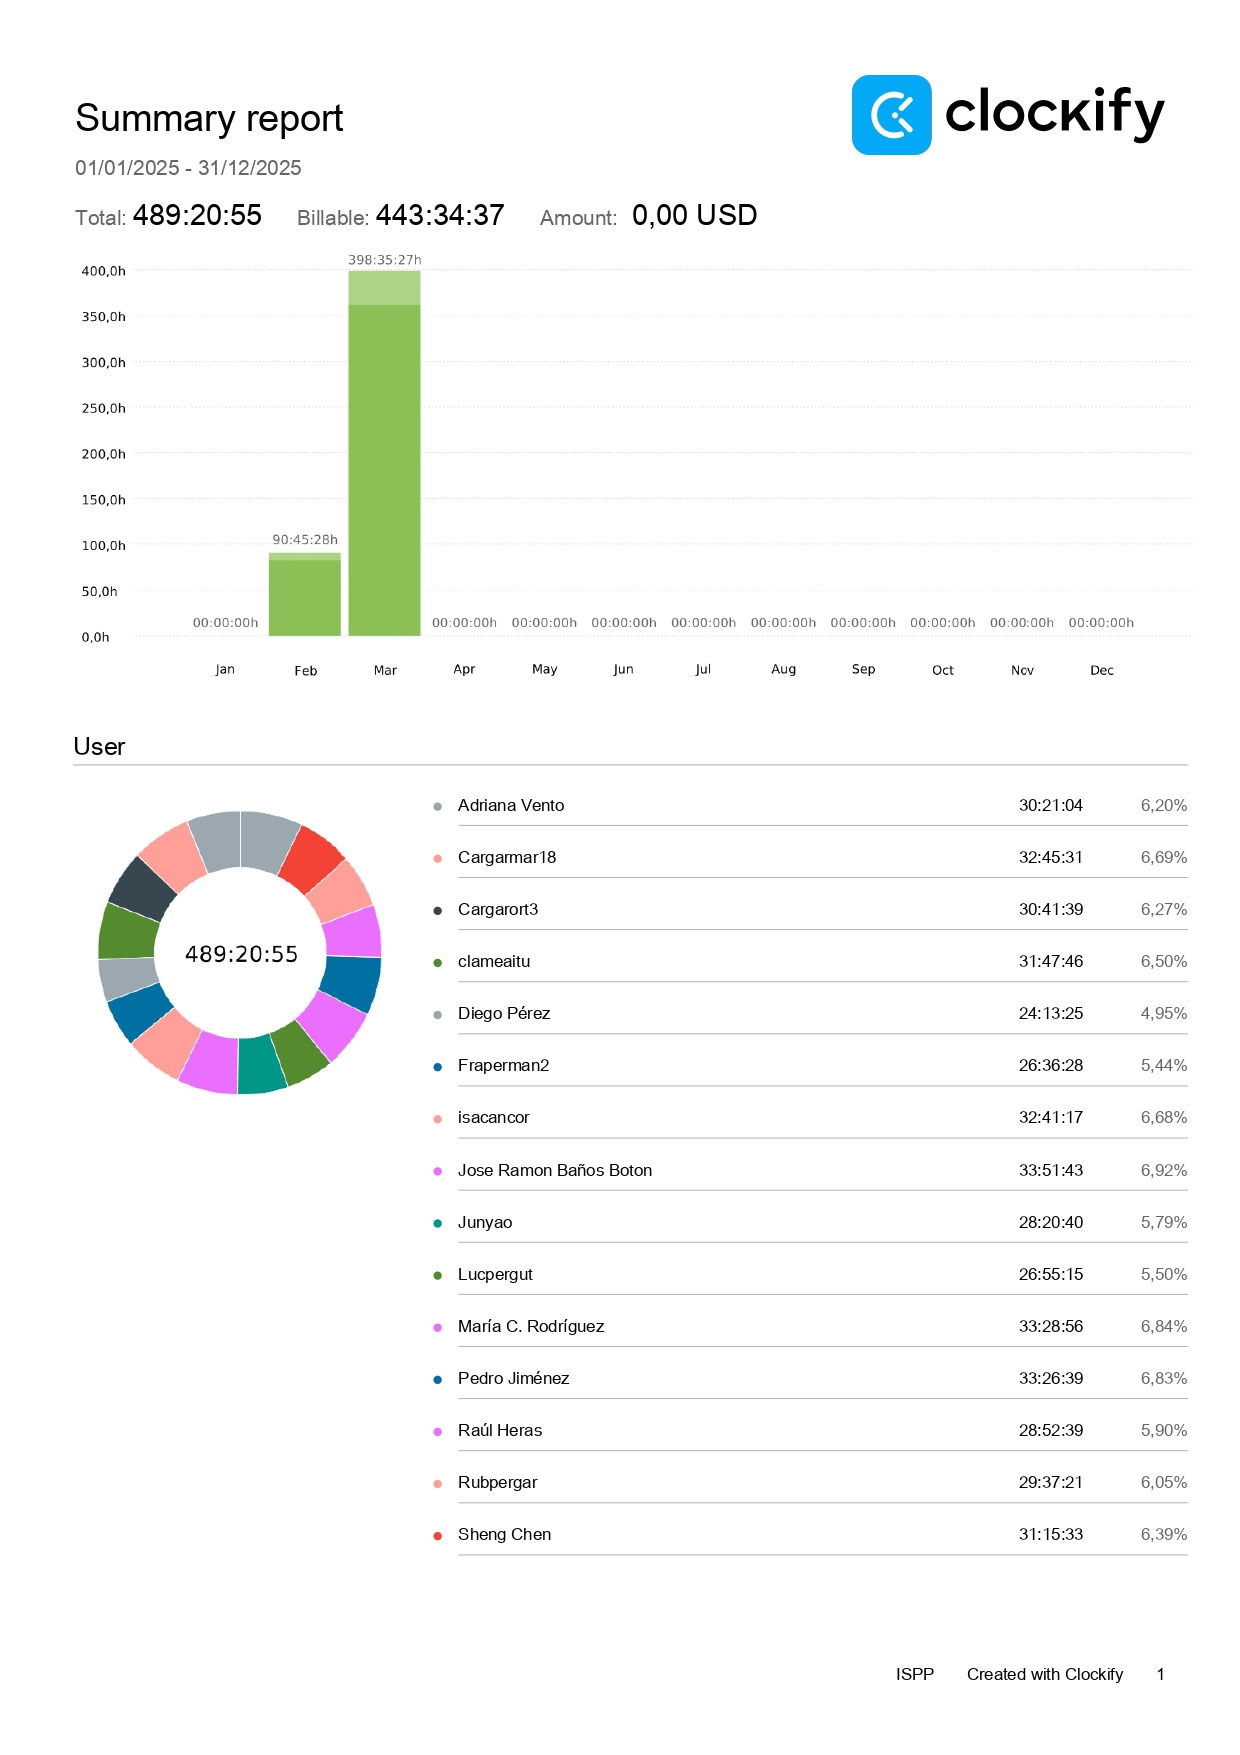 Summary report
clockify
01/01/2025 - 31/12/2025
Total: 489:20:55 Billable: 443:34:37 Amount: 0,00 USD
398:35:27h
400,0h
350,0h
300,0h
250,0h
200,0h
150,0h
90:45:28h
100,0h
50,0h
00:00:00h 00:00:00h 00:00:00h 00:00:00h 00:00:00h 00:00:00h 00:00:00h 00:00:00h 00:00:00h 00:00:00h
0,0h
Jan Feb Mar Apr May Jun Jul Aug Sep Oct Nov Dec
User
489:20:55
Adriana Vento 30:21:04 6,20%
Cargarmar18 32:45:31 6,69%
Cargarort3 30:41:39 6,27%
clameaitu 31:47:46 6,50%
Diego Pérez 24:13:25 4,95%
Fraperman2 26:36:28 5,44%
isacancor 32:41:17 6,68%
Jose Ramon Baños Boton 33:51:43 6,92%
Junyao 28:20:40 5,79%
Lucpergut 26:55:15 5,50%
María C. Rodríguez 33:28:56 6,84%
Pedro Jiménez 33:26:39 6,83%
Raúl Heras 28:52:39 5,90%
Rubpergar 29:37:21 6,05%
Sheng Chen 31:15:33 6,39%
ISPP Created with Clockify 1